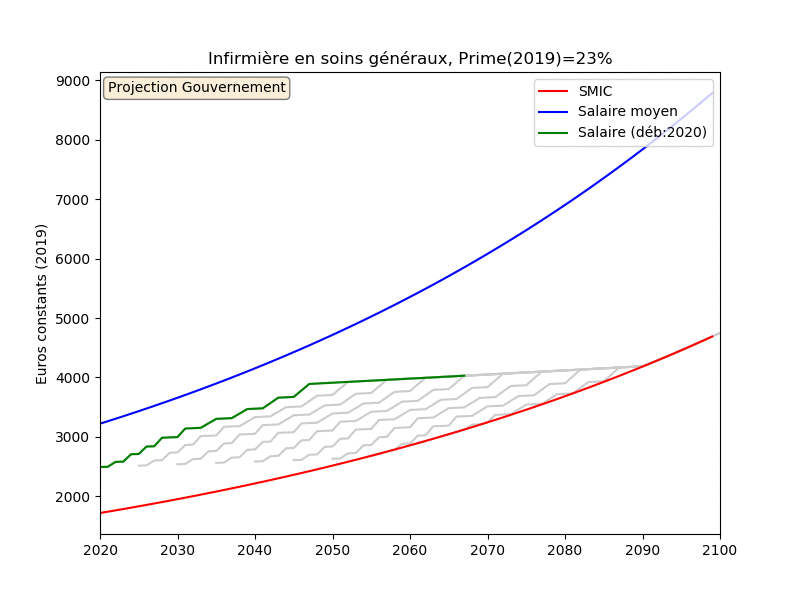 Infirmière en soins généraux, Prime(2019)=23%
Projection Gouvernement
SMIC
Salaire moyen
Salaire (déb:2020)
Euros constants (2019)
9000
8000
7000
6000
5000
4000
3000
2000
2020 2030 2040 2050 2060 2070 2080 2090 2100